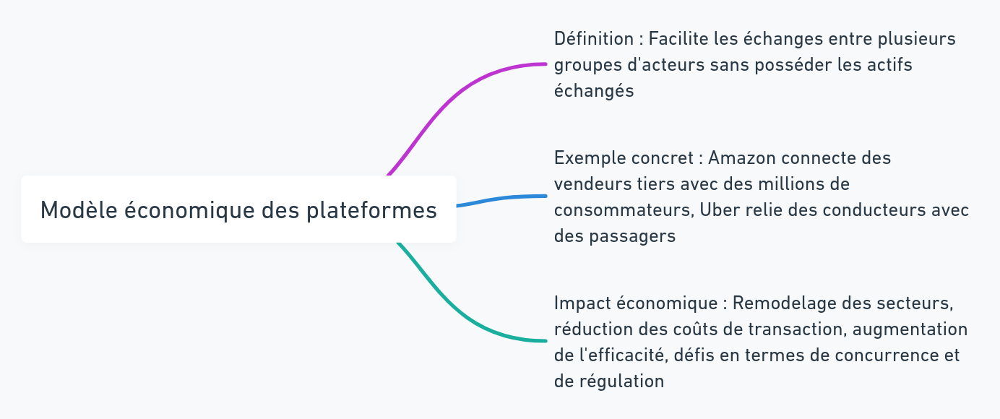 Définition : Facilite les échanges entre plusieurs
groupes d'acteurs sans posséder les actifs
échangés
Exemple concret : Amazon connecte des
vendeurs tiers avec des millions de
consommateurs, Uber relie des conducteurs avec
des passagers
Modèle économique des plateformes
Impact économique : Remodelage des secteurs,
réduction des coûts de transaction, augmentation
de l'efficacité, défis en termes de concurrence et
de régulation